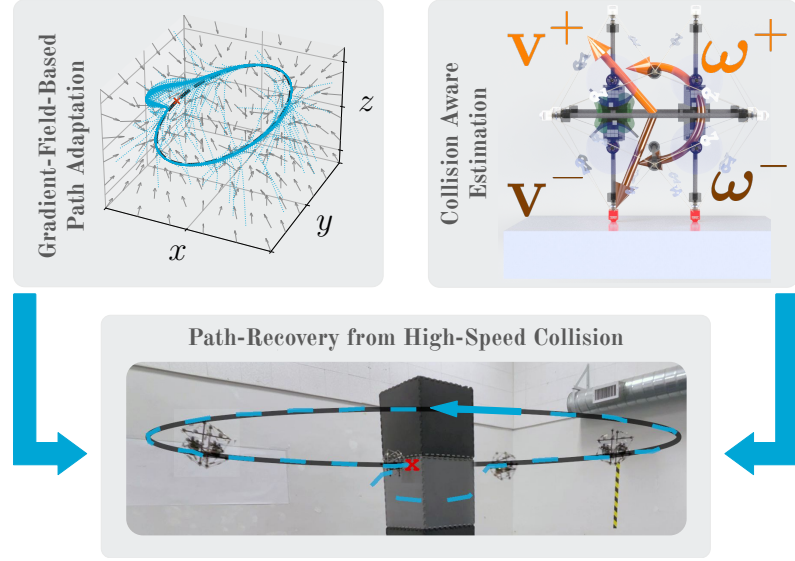 Gradient-Field-Based
Path Adaptation
x
y
z
Collision Aware
Estimation
v+
ω+
v−
ω−
Path-Recovery from High-Speed Collision